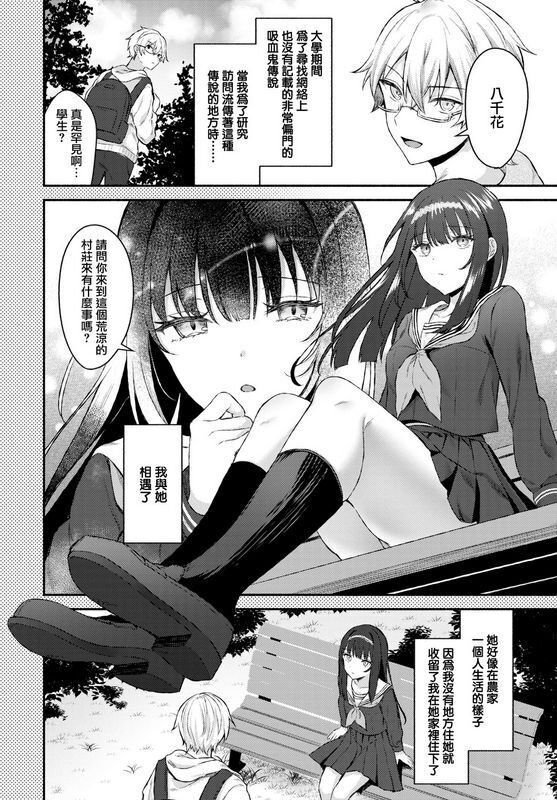 八千花
大學期間
為了尋找網絡上
也沒有記載的非常偏門的
吸血鬼傳說
當我為了研究
訪問流傳著這種
傳說的地方時……
真是罕見啊…
學生？
請問你來到這個荒涼的
村莊來有什麼事嗎？
我與她
相遇了
她好像在農家
一個人生活的樣子
因為我沒有地方住她就
收留了我在她家裡住下了